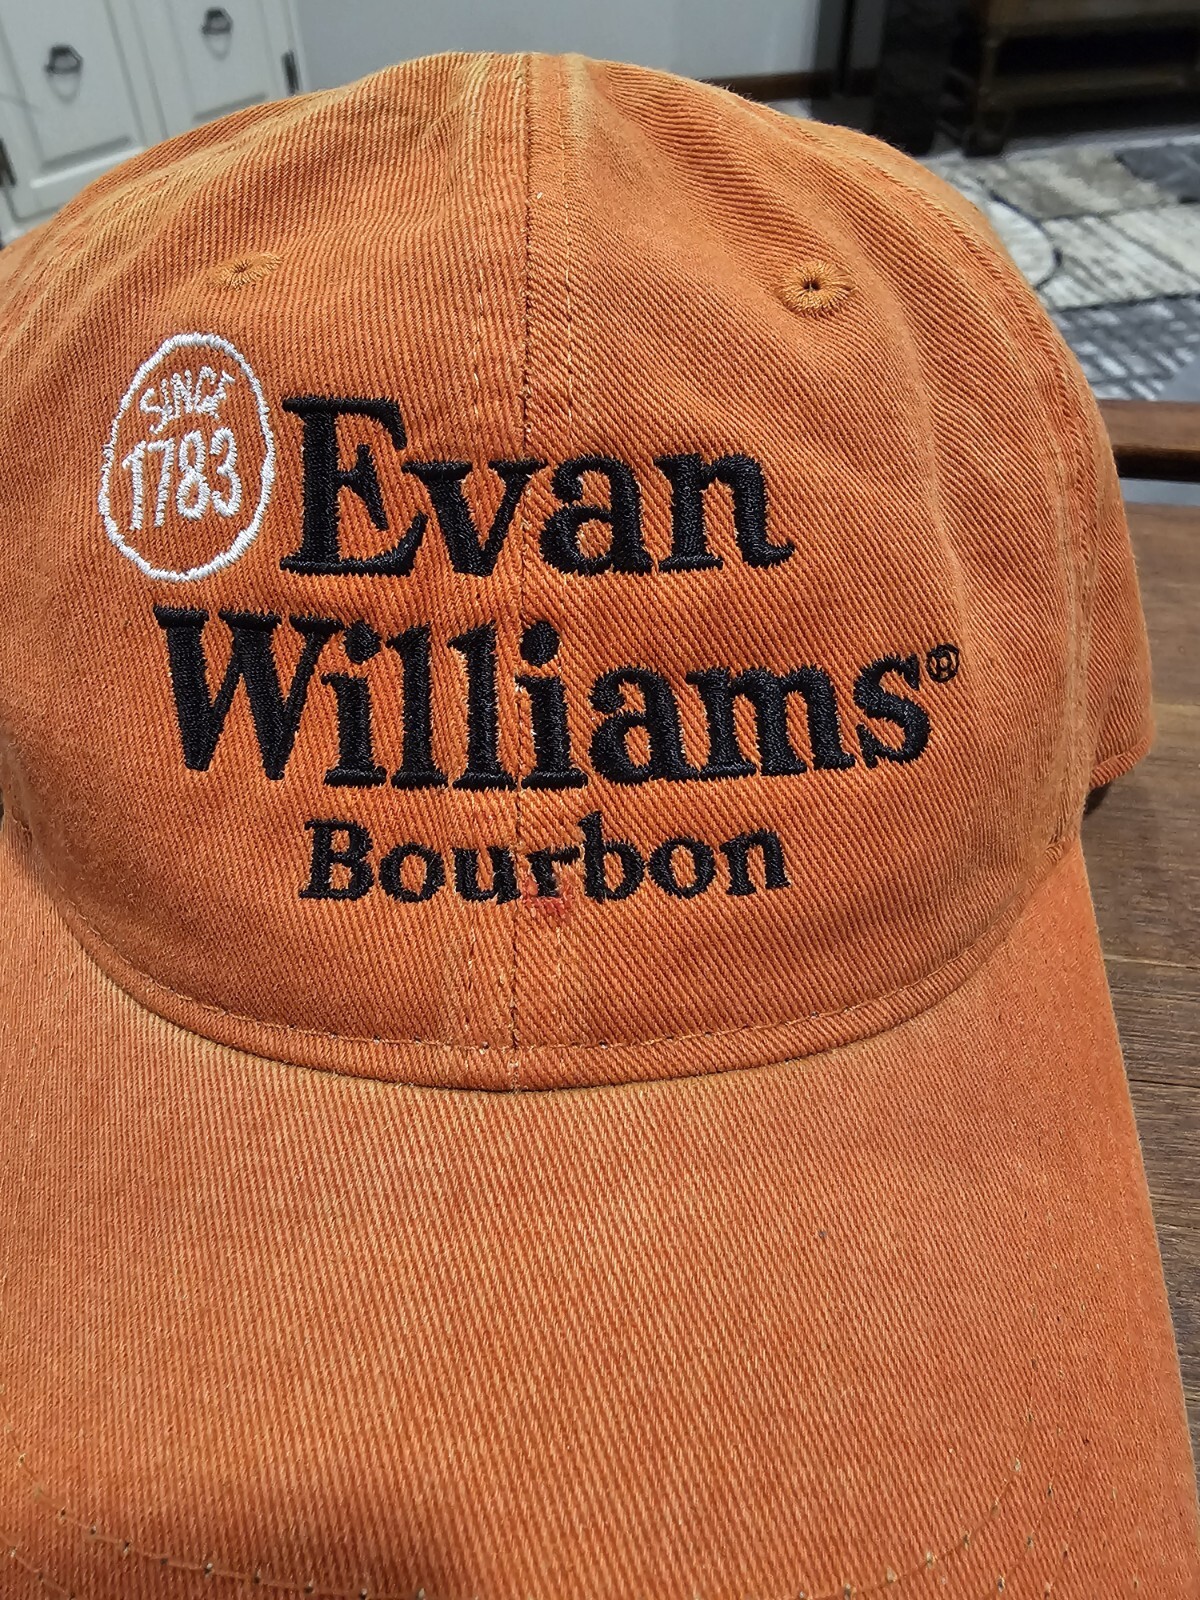 SINCE
1783
Evan
Williams®
Bourbon